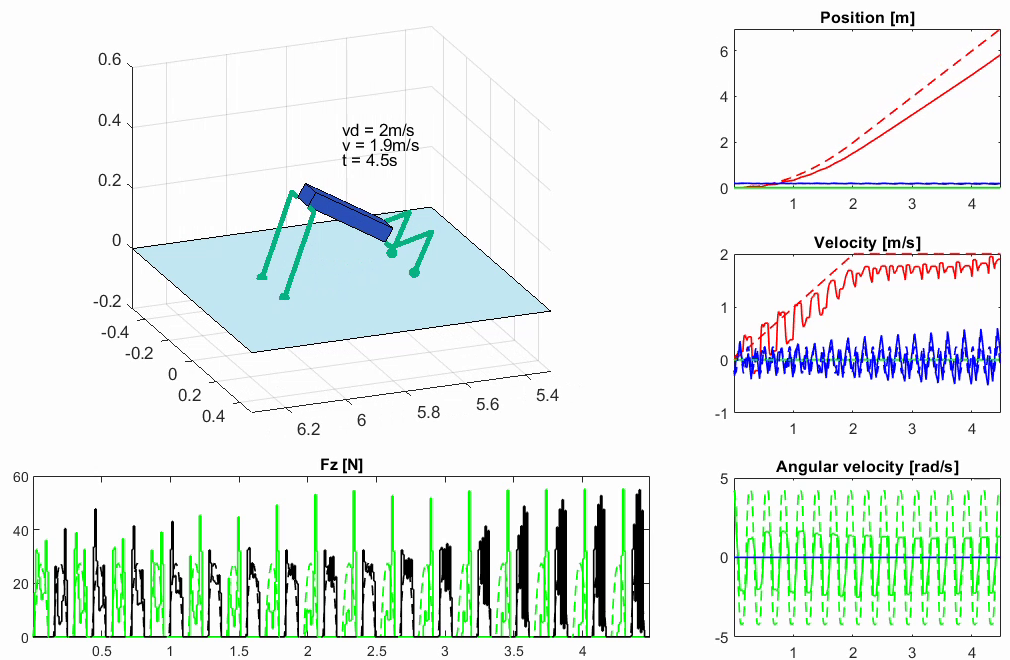 0.6
0.4
0.2
0
-0.2
-0.4
-0.2
0
0.2
0.4
6.2
6
5.8
5.6
5.4
vd = 2m/s
v = 1.9m/s
t = 4.5s
Position [m]
6
4
2
0
1 2 3 4
Velocity [m/s]
2
1
0
-1
1 2 3 4
Fz [N]
60
40
20
0
0.5 1 1.5 2 2.5 3 3.5 4
Angular velocity [rad/s]
5
0
-5
1 2 3 4